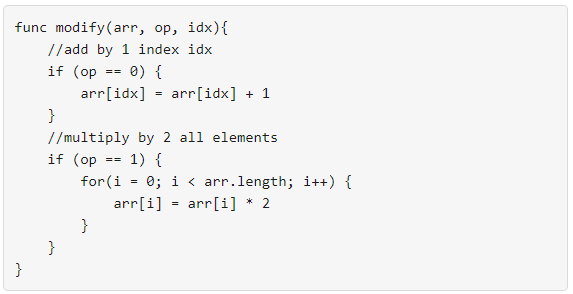 func modify(arr, op, idx){
    //add by 1 index idx
    if (op == 0) {
        arr[idx] = arr[idx] + 1
    }
    //multiply by 2 all elements
    if (op == 1) {
        for(i = 0; i < arr.length; i++) {
            arr[i] = arr[i] * 2
        }
    }
}